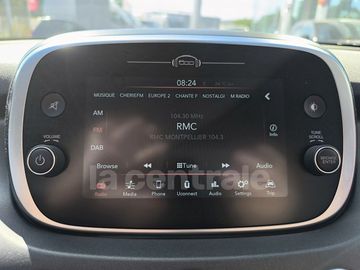 08:24
MUSIQUE CHERIEFM EUROPE 2 CHANTE F NOSTALGI M RADIO
AM
104.30 MHz
FM
RMC
Info
RMC MONTPELLIER 104.3
DAB
VOLUME
TUNE SCROLL
BROWSE ENTER
Browse Tune Audio
la centrale
Radio Media Phone Uconnect Audio Settings Trip